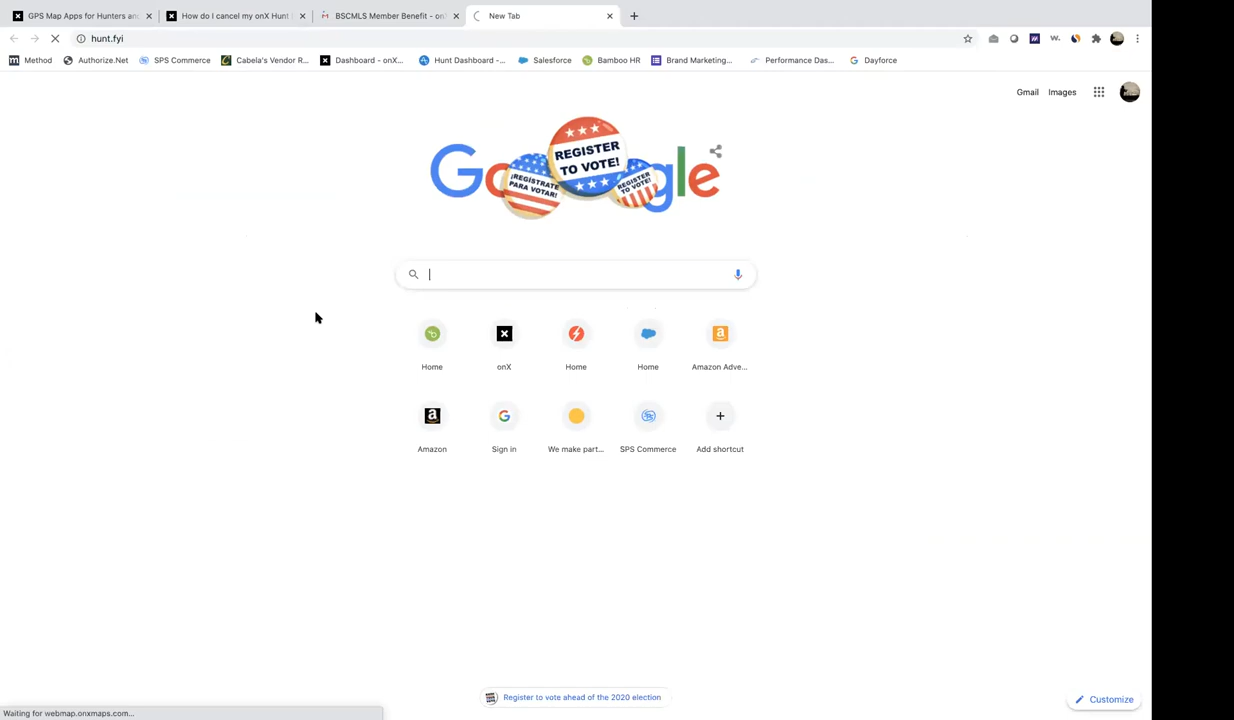 GPS Map Apps for Hunters and
How do I cancel my onX Hunt
BSCMLS Member Benefit - on
New Tab
hunt.fyi
Method
Authorize.Net
SPS Commerce
Cabela's Vendor R...
Dashboard - onX...
Hunt Dashboard -...
Salesforce
Bamboo HR
Brand Marketing...
Performance Das...
Dayforce
Gmail
Images
Google
REGISTER TO VOTE!
¡REGÍSTRATE PARA VOTAR!
REGISTER TO VOTE!
Home
onX
Home
Home
Amazon Adve...
Amazon
Sign in
We make part...
SPS Commerce
Add shortcut
Register to vote ahead of the 2020 election
Customize
Waiting for webmap.onxmaps.com...